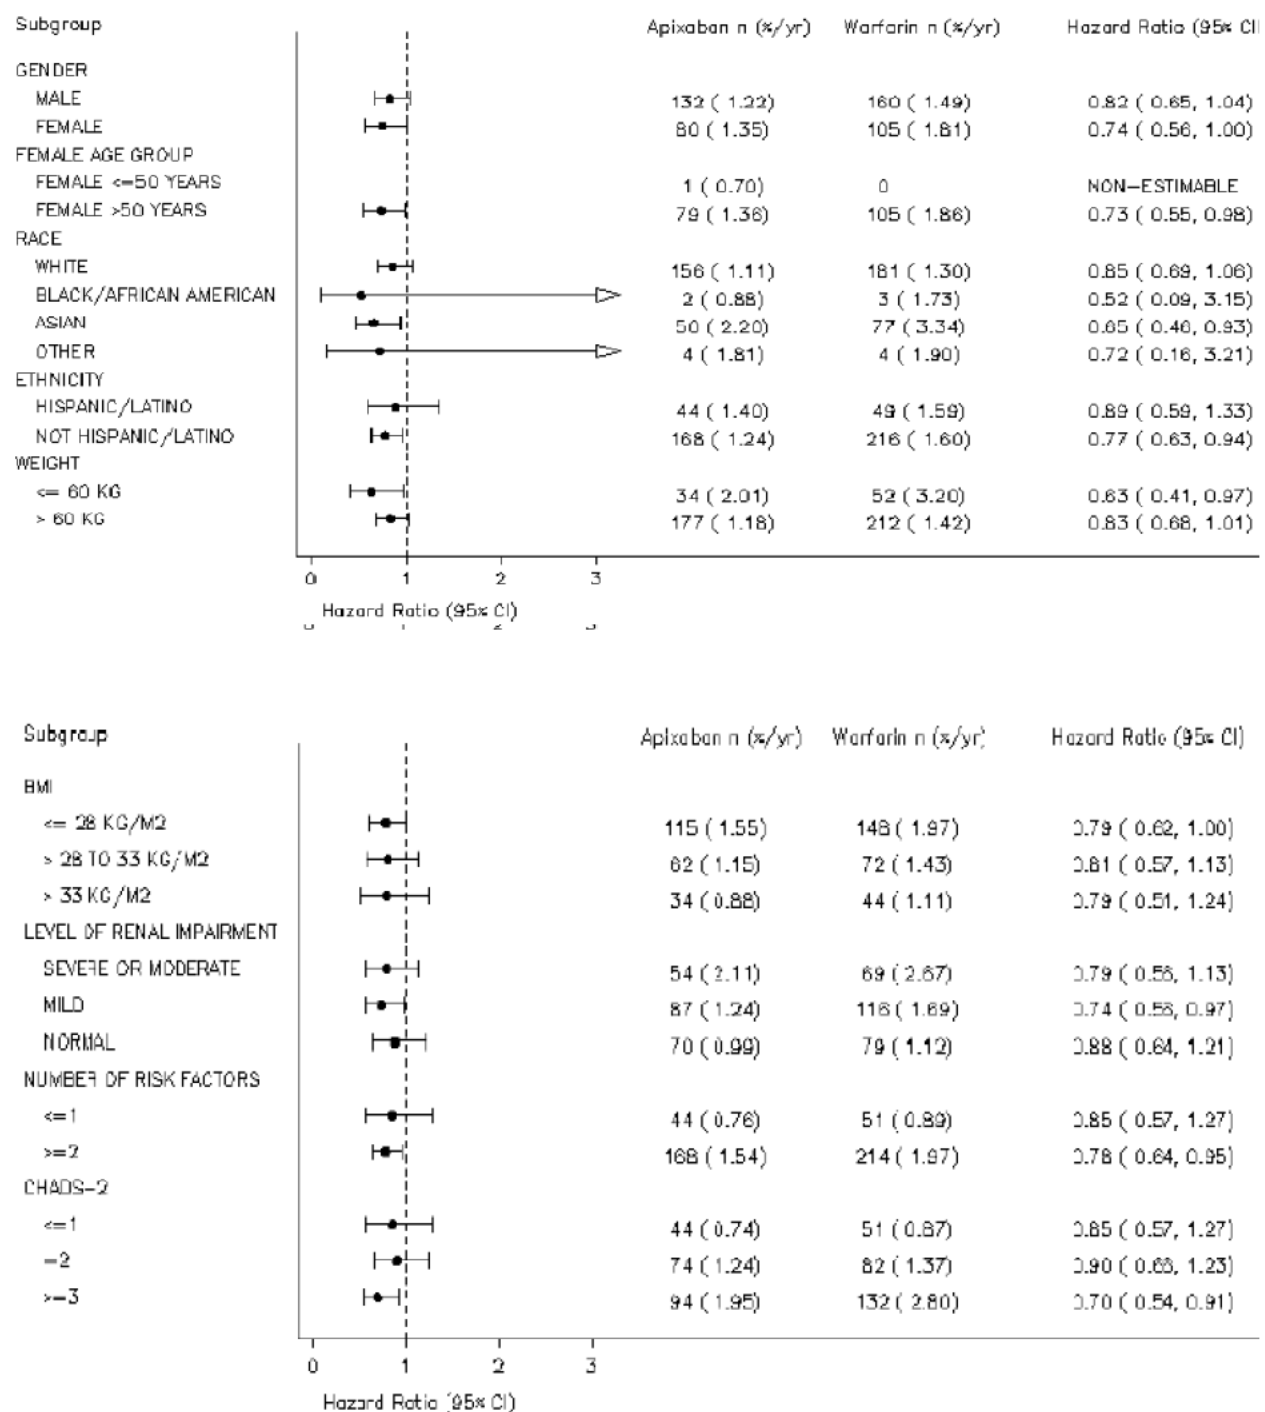 Subgroup Apixaban n (%/yr) Warfarin n (%/yr) Hazard Ratio (95% CI
GENDER
MALE 132 ( 1.22) 160 ( 1.49) 0.82 ( 0.65, 1.04)
FEMALE 80 ( 1.35) 105 ( 1.81) 0.74 ( 0.56, 1.00)
FEMALE AGE GROUP
FEMALE <=50 YEARS 1 ( 0.70) 0 NON-ESTIMABLE
FEMALE >50 YEARS 79 ( 1.36) 105 ( 1.86) 0.73 ( 0.55, 0.98)
RACE
WHITE 156 ( 1.11) 181 ( 1.30) 0.85 ( 0.69, 1.06)
BLACK/AFRICAN AMERICAN 2 ( 0.88) 3 ( 1.73) 0.52 ( 0.09, 3.15)
ASIAN 50 ( 2.20) 77 ( 3.34) 0.65 ( 0.46, 0.93)
OTHER 4 ( 1.81) 4 ( 1.90) 0.72 ( 0.16, 3.21)
ETHNICITY
HISPANIC/LATINO 44 ( 1.40) 49 ( 1.59) 0.89 ( 0.59, 1.33)
NOT HISPANIC/LATINO 168 ( 1.24) 216 ( 1.60) 0.77 ( 0.63, 0.94)
WEIGHT
<= 60 KG 34 ( 2.01) 52 ( 3.20) 0.63 ( 0.41, 0.97)
> 60 KG 177 ( 1.18) 212 ( 1.42) 0.83 ( 0.68, 1.01)
0 1 2 3
Hazard Ratio (95% CI)
Subgroup Apixaban n (%/yr) Warfarin n (%/yr) Hazard Ratio (95% CI)
BMI
<= 28 KG/M2 115 ( 1.55) 148 ( 1.97) 0.79 ( 0.62, 1.00)
> 28 TO 33 KG/M2 62 ( 1.15) 72 ( 1.43) 0.81 ( 0.57, 1.13)
> 33 KG/M2 34 ( 0.88) 44 ( 1.11) 0.79 ( 0.51, 1.24)
LEVEL OF RENAL IMPAIRMENT
SEVERE OR MODERATE 54 ( 2.11) 69 ( 2.67) 0.79 ( 0.56, 1.13)
MILD 87 ( 1.24) 116 ( 1.69) 0.74 ( 0.56, 0.97)
NORMAL 70 ( 0.99) 79 ( 1.12) 0.88 ( 0.64, 1.21)
NUMBER OF RISK FACTORS
<=1 44 ( 0.76) 51 ( 0.89) 0.85 ( 0.57, 1.27)
>=2 168 ( 1.54) 214 ( 1.97) 0.78 ( 0.64, 0.95)
CHADS-2
<=1 44 ( 0.74) 51 ( 0.87) 0.85 ( 0.57, 1.27)
=2 74 ( 1.24) 82 ( 1.37) 0.90 ( 0.66, 1.23)
>=3 94 ( 1.95) 132 ( 2.80) 0.70 ( 0.54, 0.91)
0 1 2 3
Hazard Ratio (95% CI)